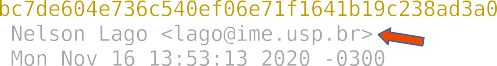 bc7de604e736c540ef06e71f1641b19c238ad3a0
Nelson Lago <lago@ime.usp.br>
Mon Nov 16 13:53:13 2020 -0300